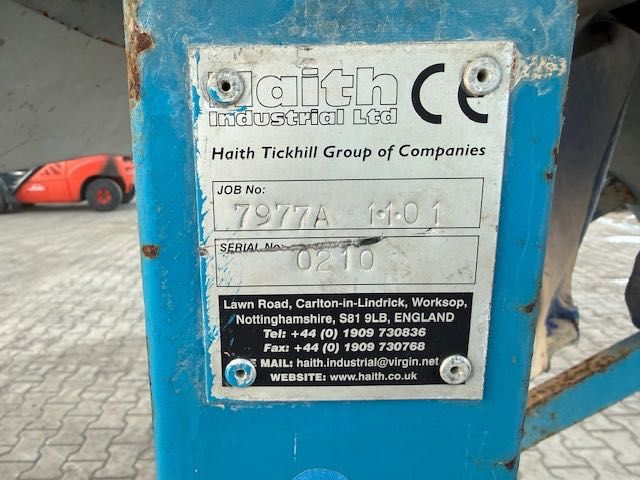 Haith CE
Industrial Ltd
Haith Tickhill Group of Companies
JOB No:
7977A 1·1·01
SERIAL No:
0210
Lawn Road, Carlton-in-Lindrick, Worksop,
Nottinghamshire, S81 9LB, ENGLAND
Tel: +44 (0) 1909 730836
Fax: +44 (0) 1909 730768
E MAIL: haith.industrial@virgin.net
WEBSITE: www.haith.co.uk